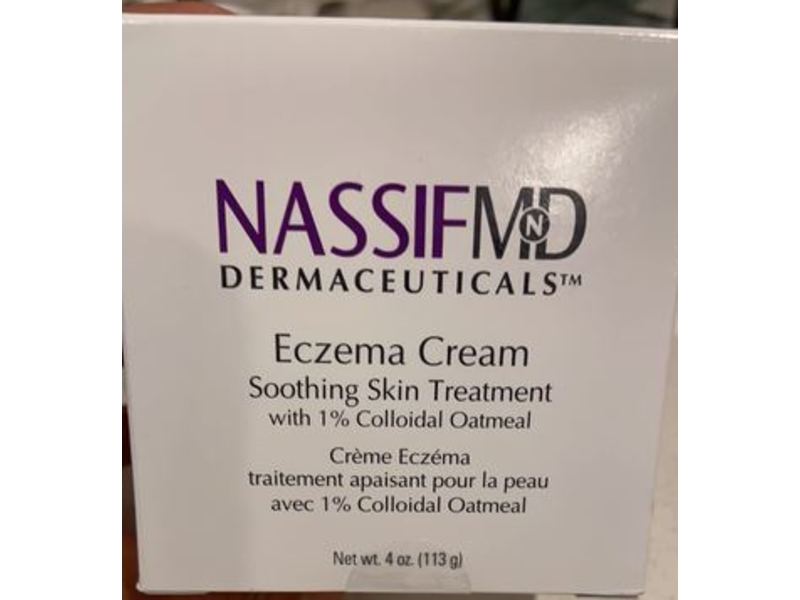 NASSIFMD
N
DERMACEUTICALS™
Eczema Cream
Soothing Skin Treatment
with 1% Colloidal Oatmeal
Crème Eczéma
traitement apaisant pour la peau
avec 1% Colloidal Oatmeal
Net wt. 4 oz. (113 g)